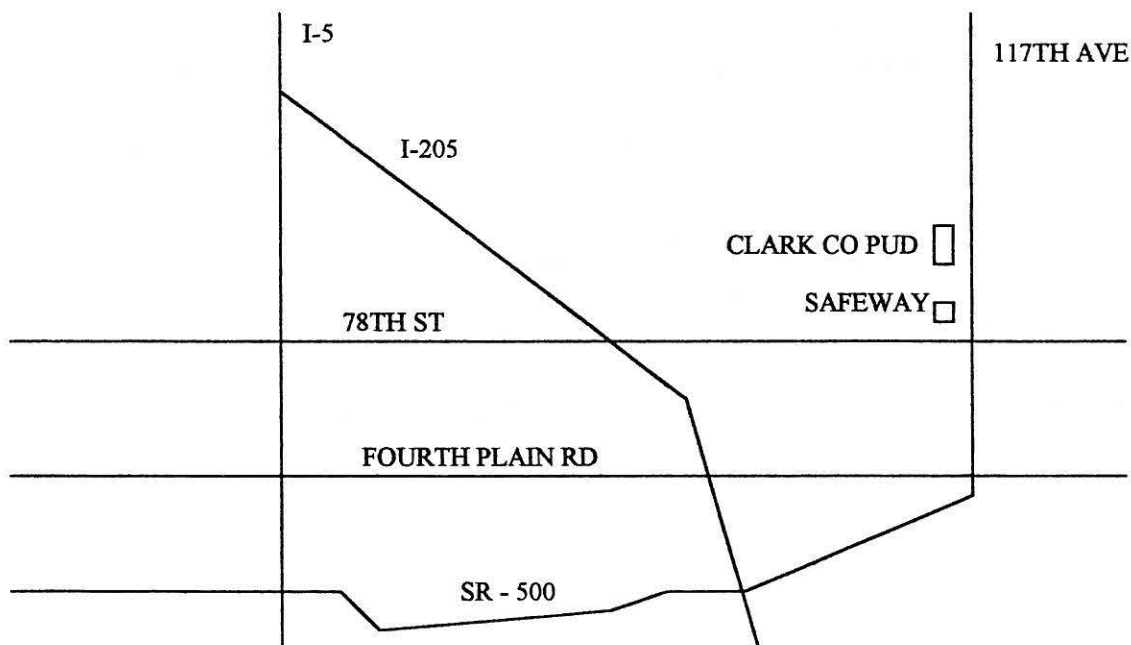 I-5
117TH AVE
I-205
CLARK CO PUD
SAFEWAY
78TH ST
FOURTH PLAIN RD
SR - 500